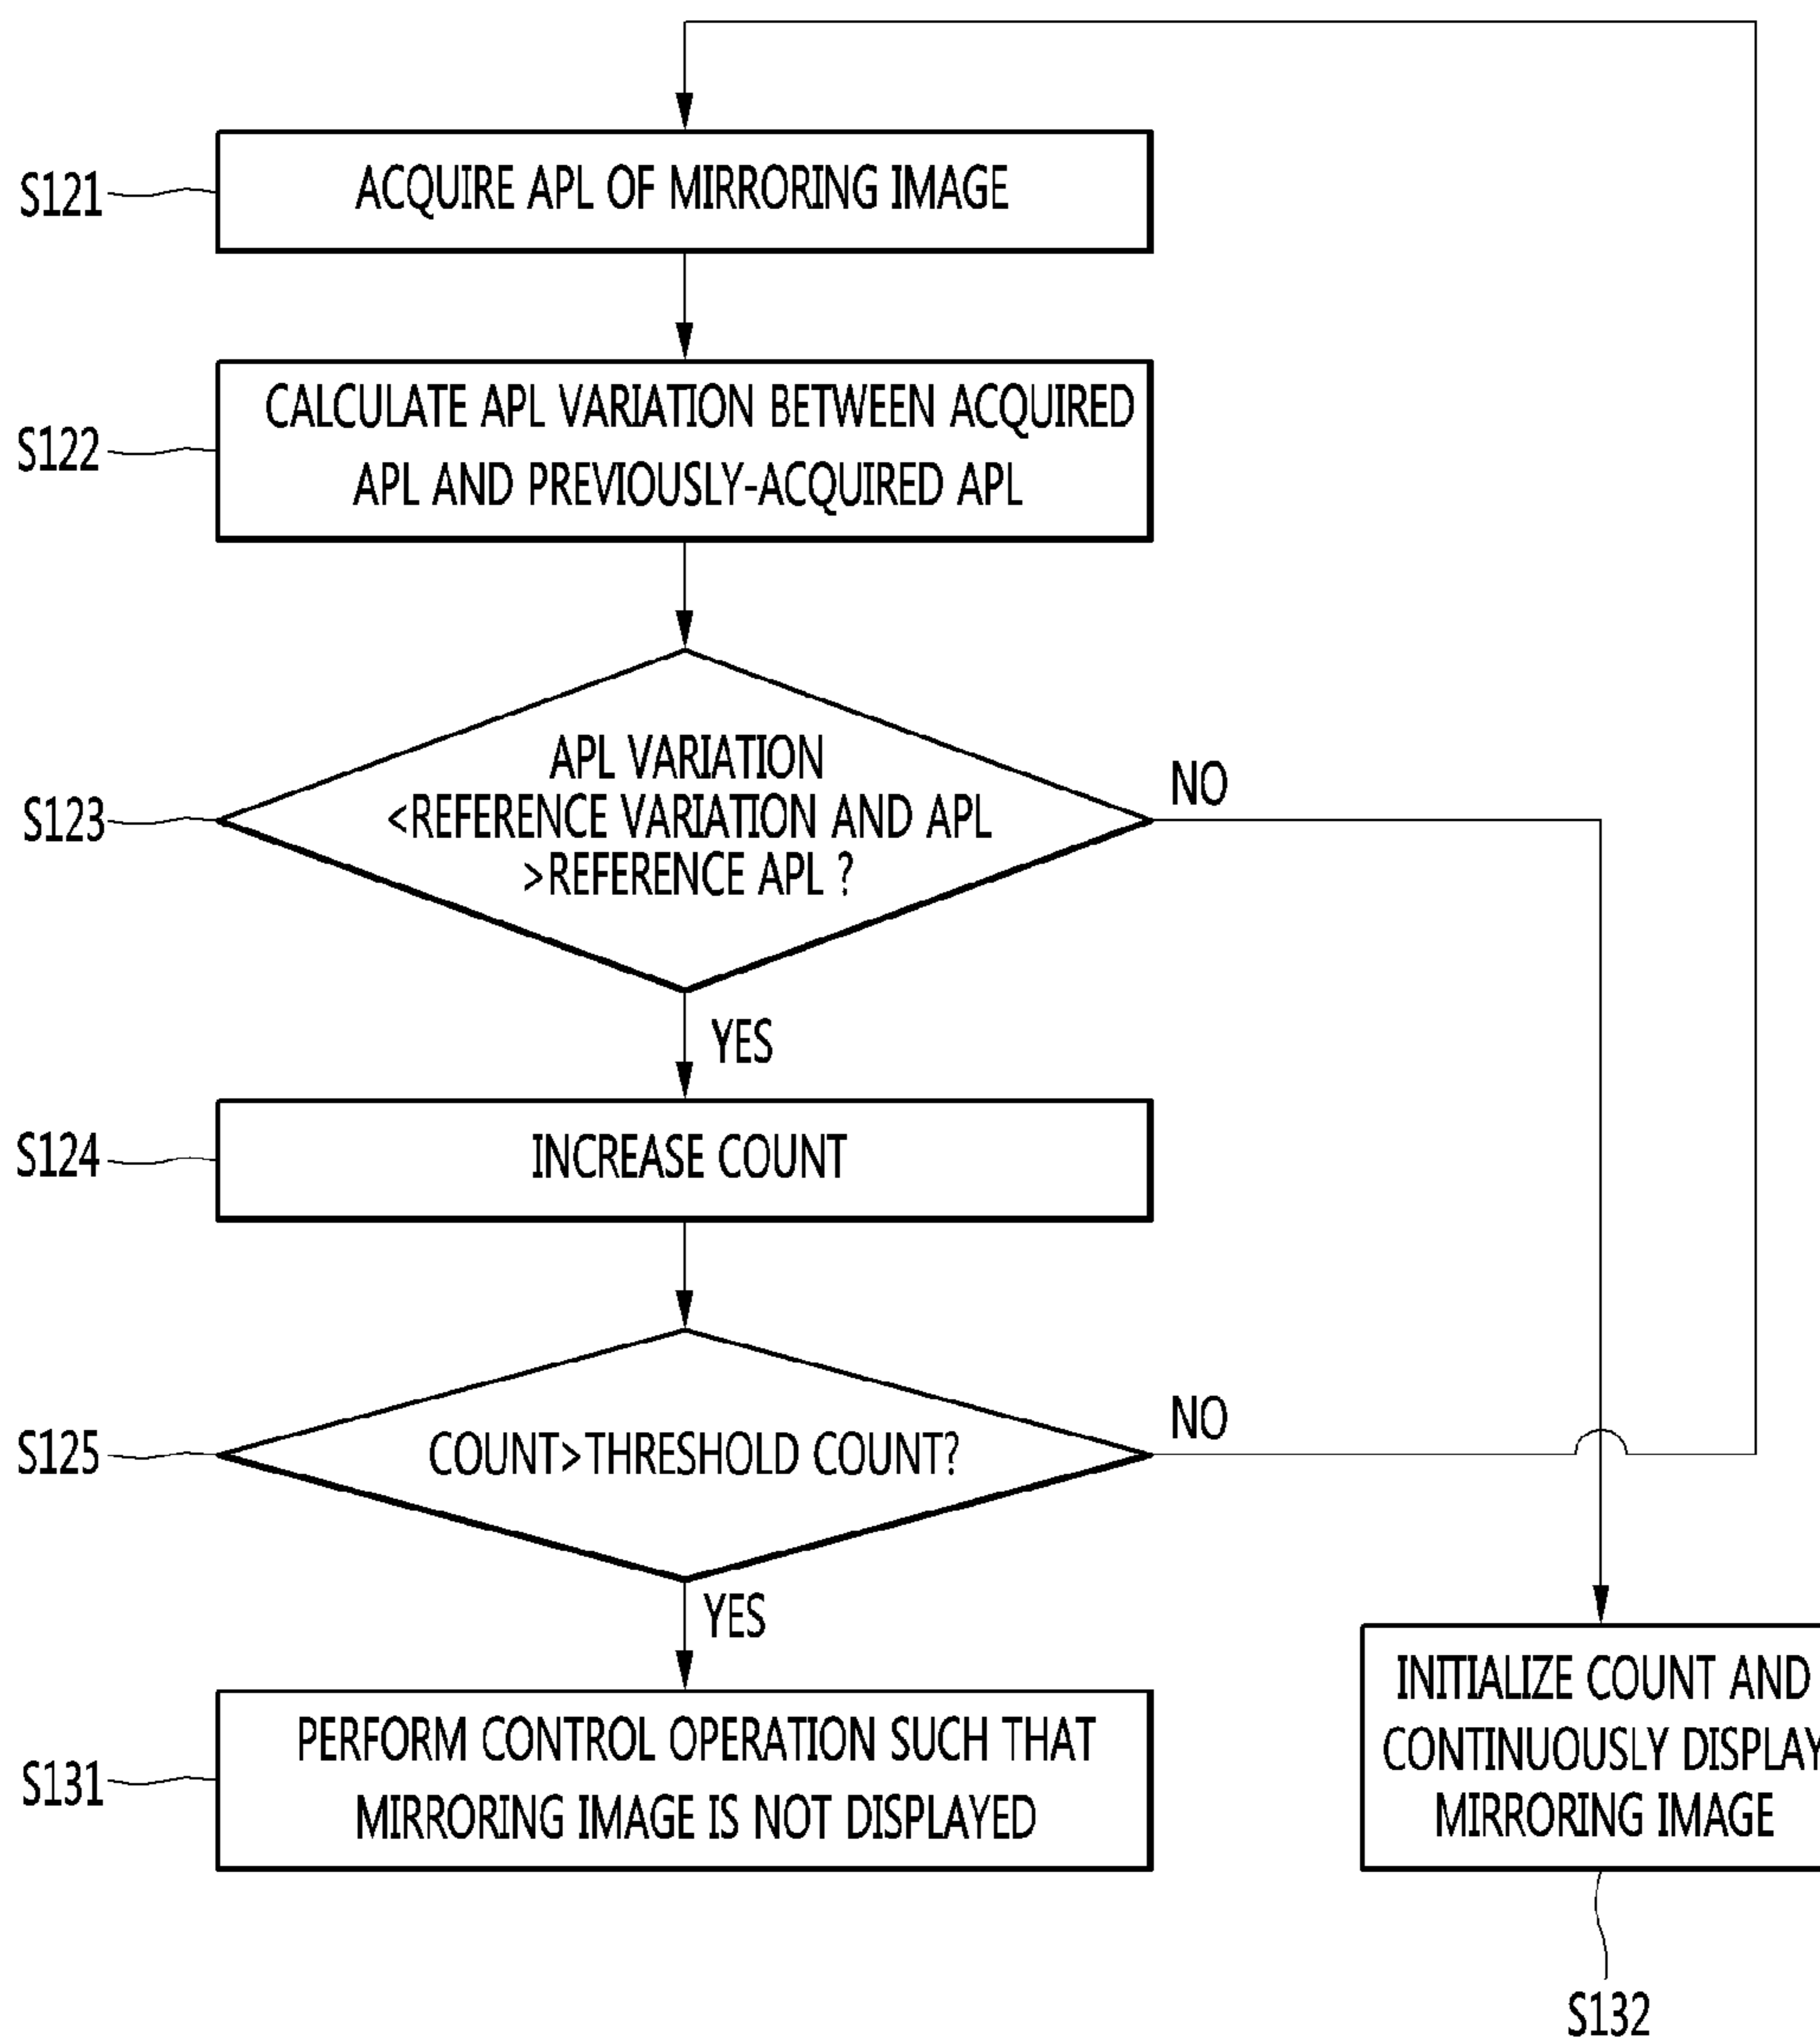 S121
ACQUIRE APL OF MIRRORING IMAGE
S122
CALCULATE APL VARIATION BETWEEN ACQUIRED
APL AND PREVIOUSLY-ACQUIRED APL
S123
APL VARIATION
<REFERENCE VARIATION AND APL
>REFERENCE APL ?
NO
YES
S124
INCREASE COUNT
S125
COUNT>THRESHOLD COUNT?
NO
YES
S131
PERFORM CONTROL OPERATION SUCH THAT
MIRRORING IMAGE IS NOT DISPLAYED
INITIALIZE COUNT AND
CONTINUOUSLY DISPLAY
MIRRORING IMAGE
S132